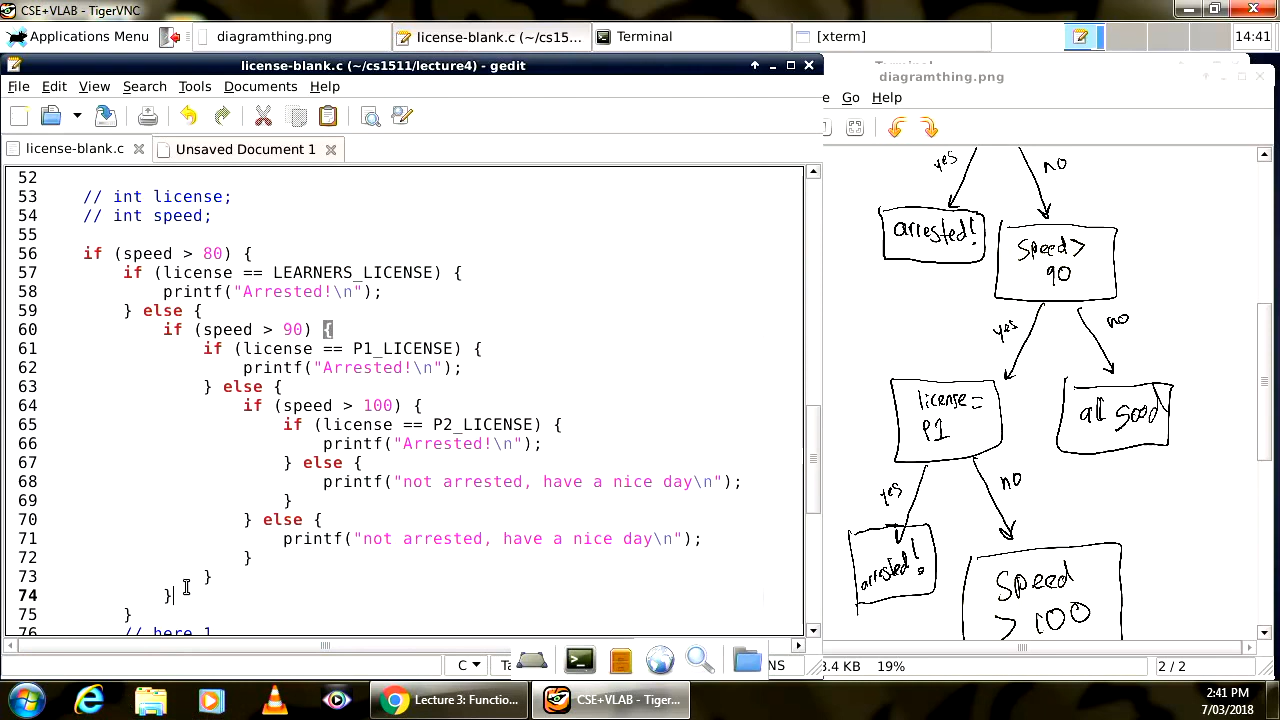 CSE+VLAB - TigerVNC
Applications Menu
diagramthing.png
license-blank.c (~/cs15...
Terminal
[xterm]
14:41
license-blank.c (~/cs1511/lecture4) - gedit
File Edit View Search Tools Documents Help
license-blank.c
Unsaved Document 1
52
53 // int license;
54 // int speed;
55
56 if (speed > 80) {
57 if (license == LEARNERS_LICENSE) {
58 printf("Arrested!\n");
59 } else {
60 if (speed > 90) {
61 if (license == P1_LICENSE) {
62 printf("Arrested!\n");
63 } else {
64 if (speed > 100) {
65 if (license == P2_LICENSE) {
66 printf("Arrested!\n");
67 } else {
68 printf("not arrested, have a nice day\n");
69 }
70 } else {
71 printf("not arrested, have a nice day\n");
72 }
73 }
74 }
75 }
76 // here 1
C
NS
diagramthing.png
Go Help
yes
no
arrested!
Speed >
90
yes
no
license =
P1
all good
yes
no
arrested!
Speed
> 100
3.4 KB 19%
2 / 2
Lecture 3: Functio...
CSE+VLAB - TigerV...
2:41 PM
7/03/2018